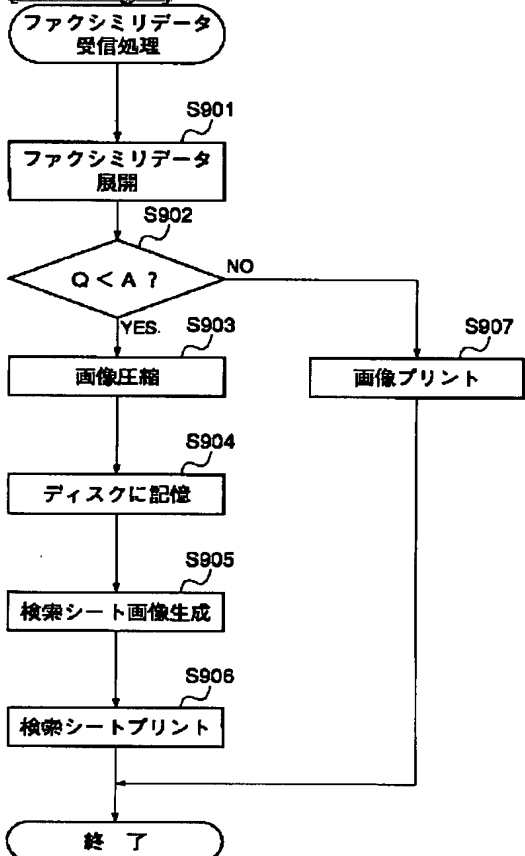 ファクシミリデータ
受信処理
S901
ファクシミリデータ
展開
S902
Q < A ?
NO
YES.
S903
画像圧縮
S907
画像プリント
S904
ディスクに記憶
S905
検索シート画像生成
S906
検索シートプリント
終 了